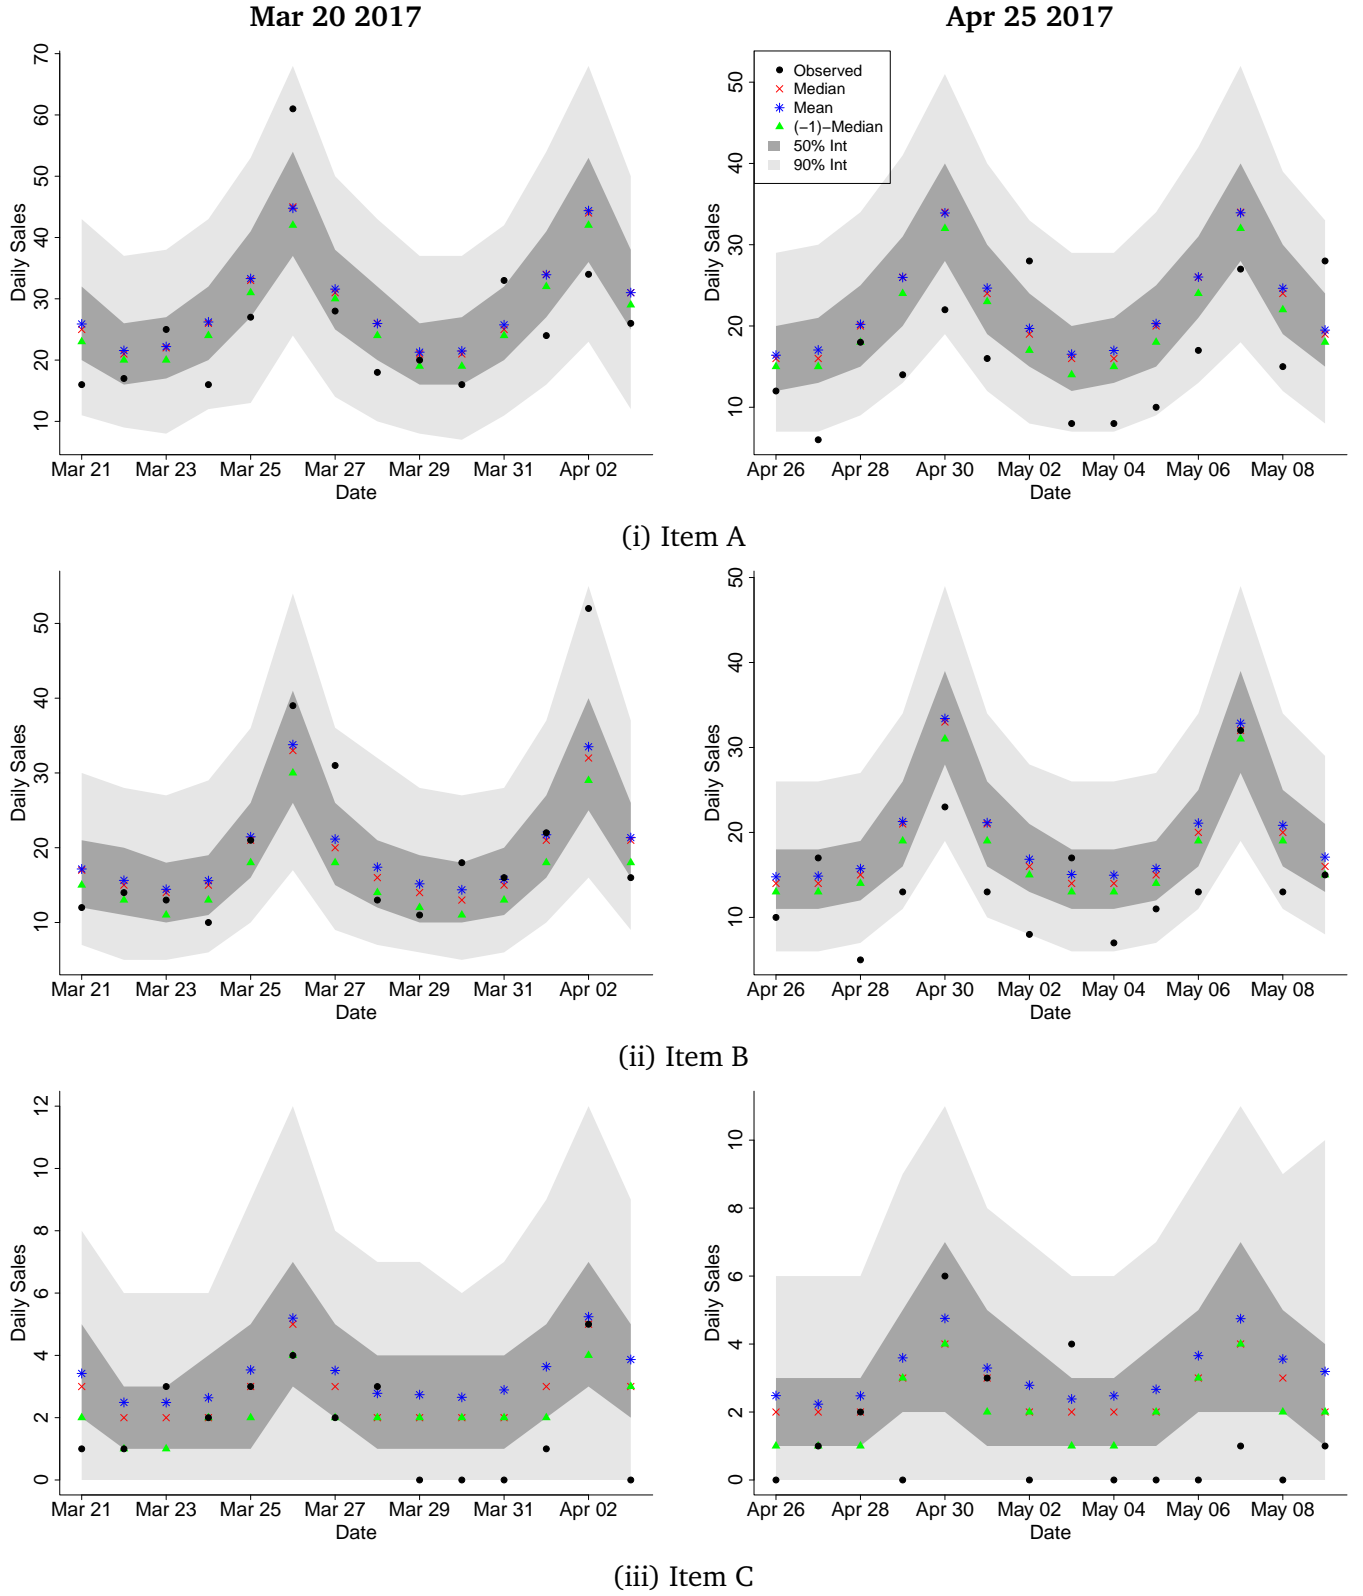 Mar 20 2017
Apr 25 2017
Daily Sales
70
60
50
40
30
20
10
Mar 21 Mar 23 Mar 25 Mar 27 Mar 29 Mar 31 Apr 02
Date
Daily Sales
50
40
30
20
10
Observed
Median
Mean
(−1)−Median
50% Int
90% Int
Apr 26 Apr 28 Apr 30 May 02 May 04 May 06 May 08
Date
(i) Item A
Daily Sales
50
40
30
20
10
Mar 21 Mar 23 Mar 25 Mar 27 Mar 29 Mar 31 Apr 02
Date
Daily Sales
50
40
30
20
10
Apr 26 Apr 28 Apr 30 May 02 May 04 May 06 May 08
Date
(ii) Item B
Daily Sales
12
10
8
6
4
2
0
Mar 21 Mar 23 Mar 25 Mar 27 Mar 29 Mar 31 Apr 02
Date
Daily Sales
10
8
6
4
2
0
Apr 26 Apr 28 Apr 30 May 02 May 04 May 06 May 08
Date
(iii) Item C